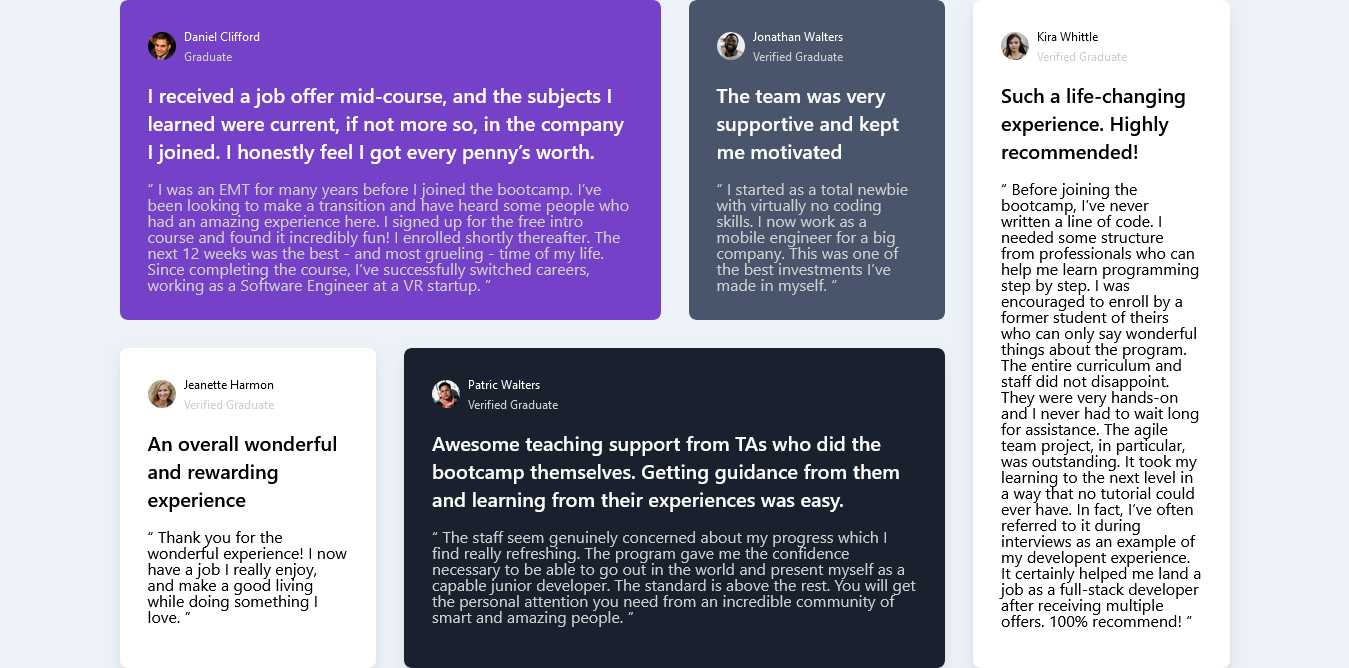 Daniel Clifford
Graduate
I received a job offer mid-course, and the subjects I
learned were current, if not more so, in the company
I joined. I honestly feel I got every penny’s worth.
“ I was an EMT for many years before I joined the bootcamp. I’ve
been looking to make a transition and have heard some people who
had an amazing experience here. I signed up for the free intro
course and found it incredibly fun! I enrolled shortly thereafter. The
next 12 weeks was the best - and most grueling - time of my life.
Since completing the course, I’ve successfully switched careers,
working as a Software Engineer at a VR startup. ”
Jonathan Walters
Verified Graduate
The team was very
supportive and kept
me motivated
“ I started as a total newbie
with virtually no coding
skills. I now work as a
mobile engineer for a big
company. This was one of
the best investments I’ve
made in myself. “
Kira Whittle
Verified Graduate
Such a life-changing
experience. Highly
recommended!
“ Before joining the
bootcamp, I’ve never
written a line of code. I
needed some structure
from professionals who can
help me learn programming
step by step. I was
encouraged to enroll by a
former student of theirs
who can only say wonderful
things about the program.
The entire curriculum and
staff did not disappoint.
They were very hands-on
and I never had to wait long
for assistance. The agile
team project, in particular,
was outstanding. It took my
learning to the next level in
a way that no tutorial could
ever have. In fact, I’ve often
referred to it during
interviews as an example of
my developent experience.
It certainly helped me land a
job as a full-stack developer
after receiving multiple
offers. 100% recommend! “
Jeanette Harmon
Verified Graduate
An overall wonderful
and rewarding
experience
“ Thank you for the
wonderful experience! I now
have a job I really enjoy,
and make a good living
while doing something I
love. ”
Patric Walters
Verified Graduate
Awesome teaching support from TAs who did the
bootcamp themselves. Getting guidance from them
and learning from their experiences was easy.
“ The staff seem genuinely concerned about my progress which I
find really refreshing. The program gave me the confidence
necessary to be able to go out in the world and present myself as a
capable junior developer. The standard is above the rest. You will get
the personal attention you need from an incredible community of
smart and amazing people. ”